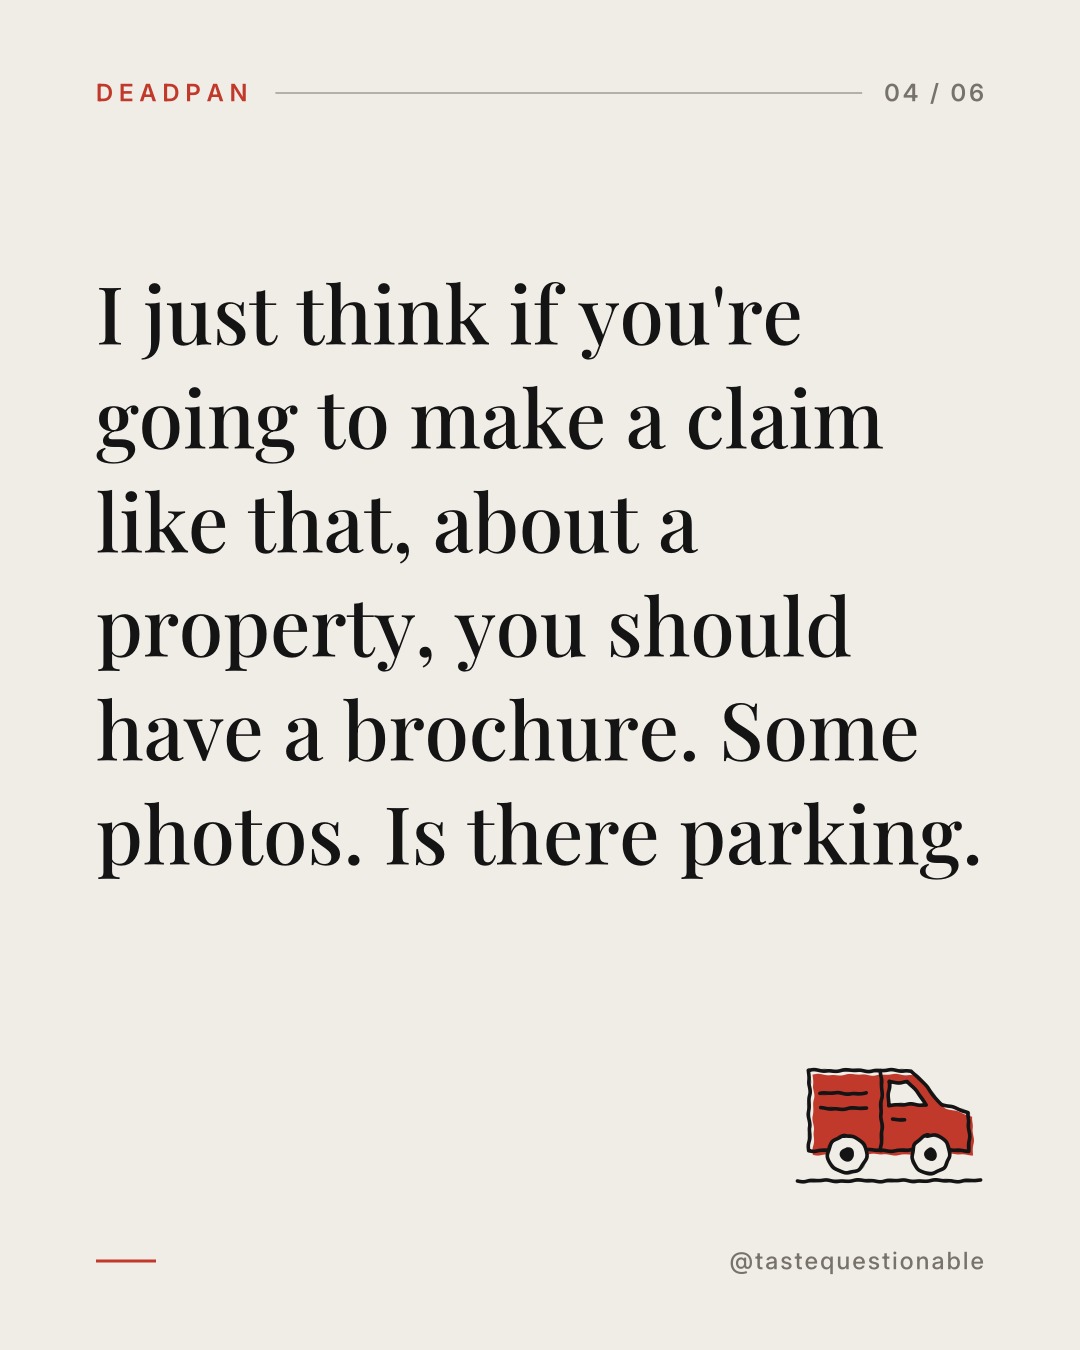 DEADPAN 04 / 06
I just think if you're
going to make a claim
like that, about a
property, you should
have a brochure. Some
photos. Is there parking.
@tastequestionable